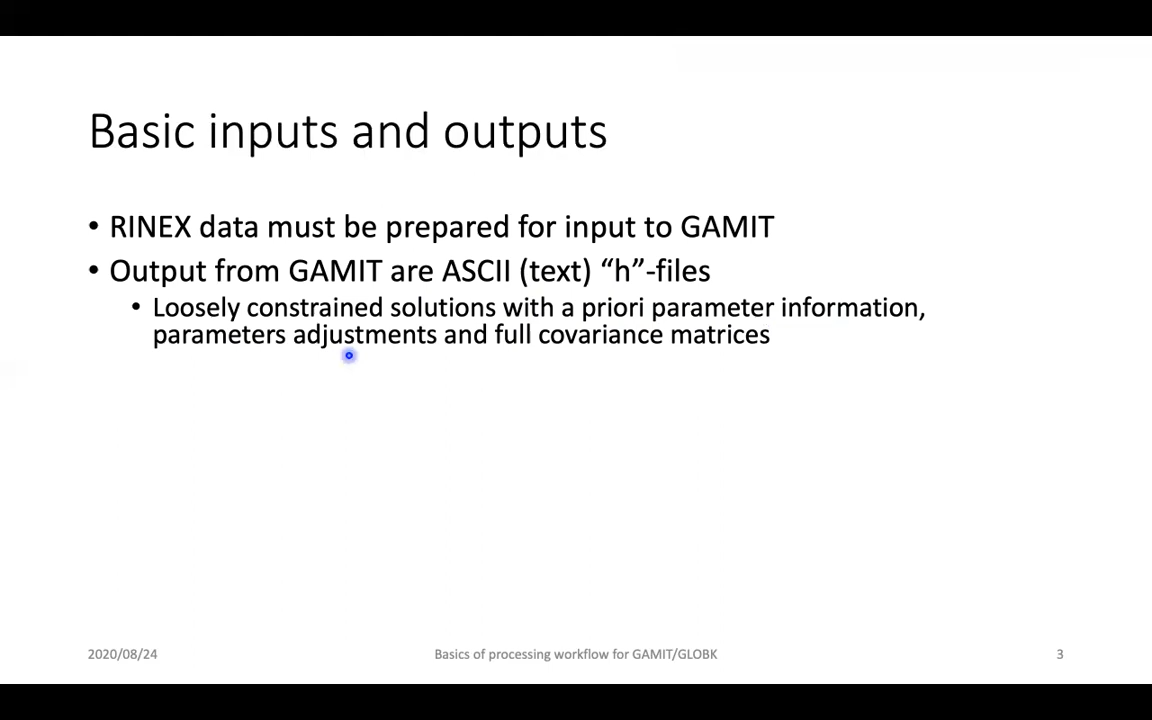 Basic inputs and outputs
• RINEX data must be prepared for input to GAMIT
• Output from GAMIT are ASCII (text) “h”-files
• Loosely constrained solutions with a priori parameter information,
parameters adjustments and full covariance matrices
2020/08/24
Basics of processing workflow for GAMIT/GLOBK
3